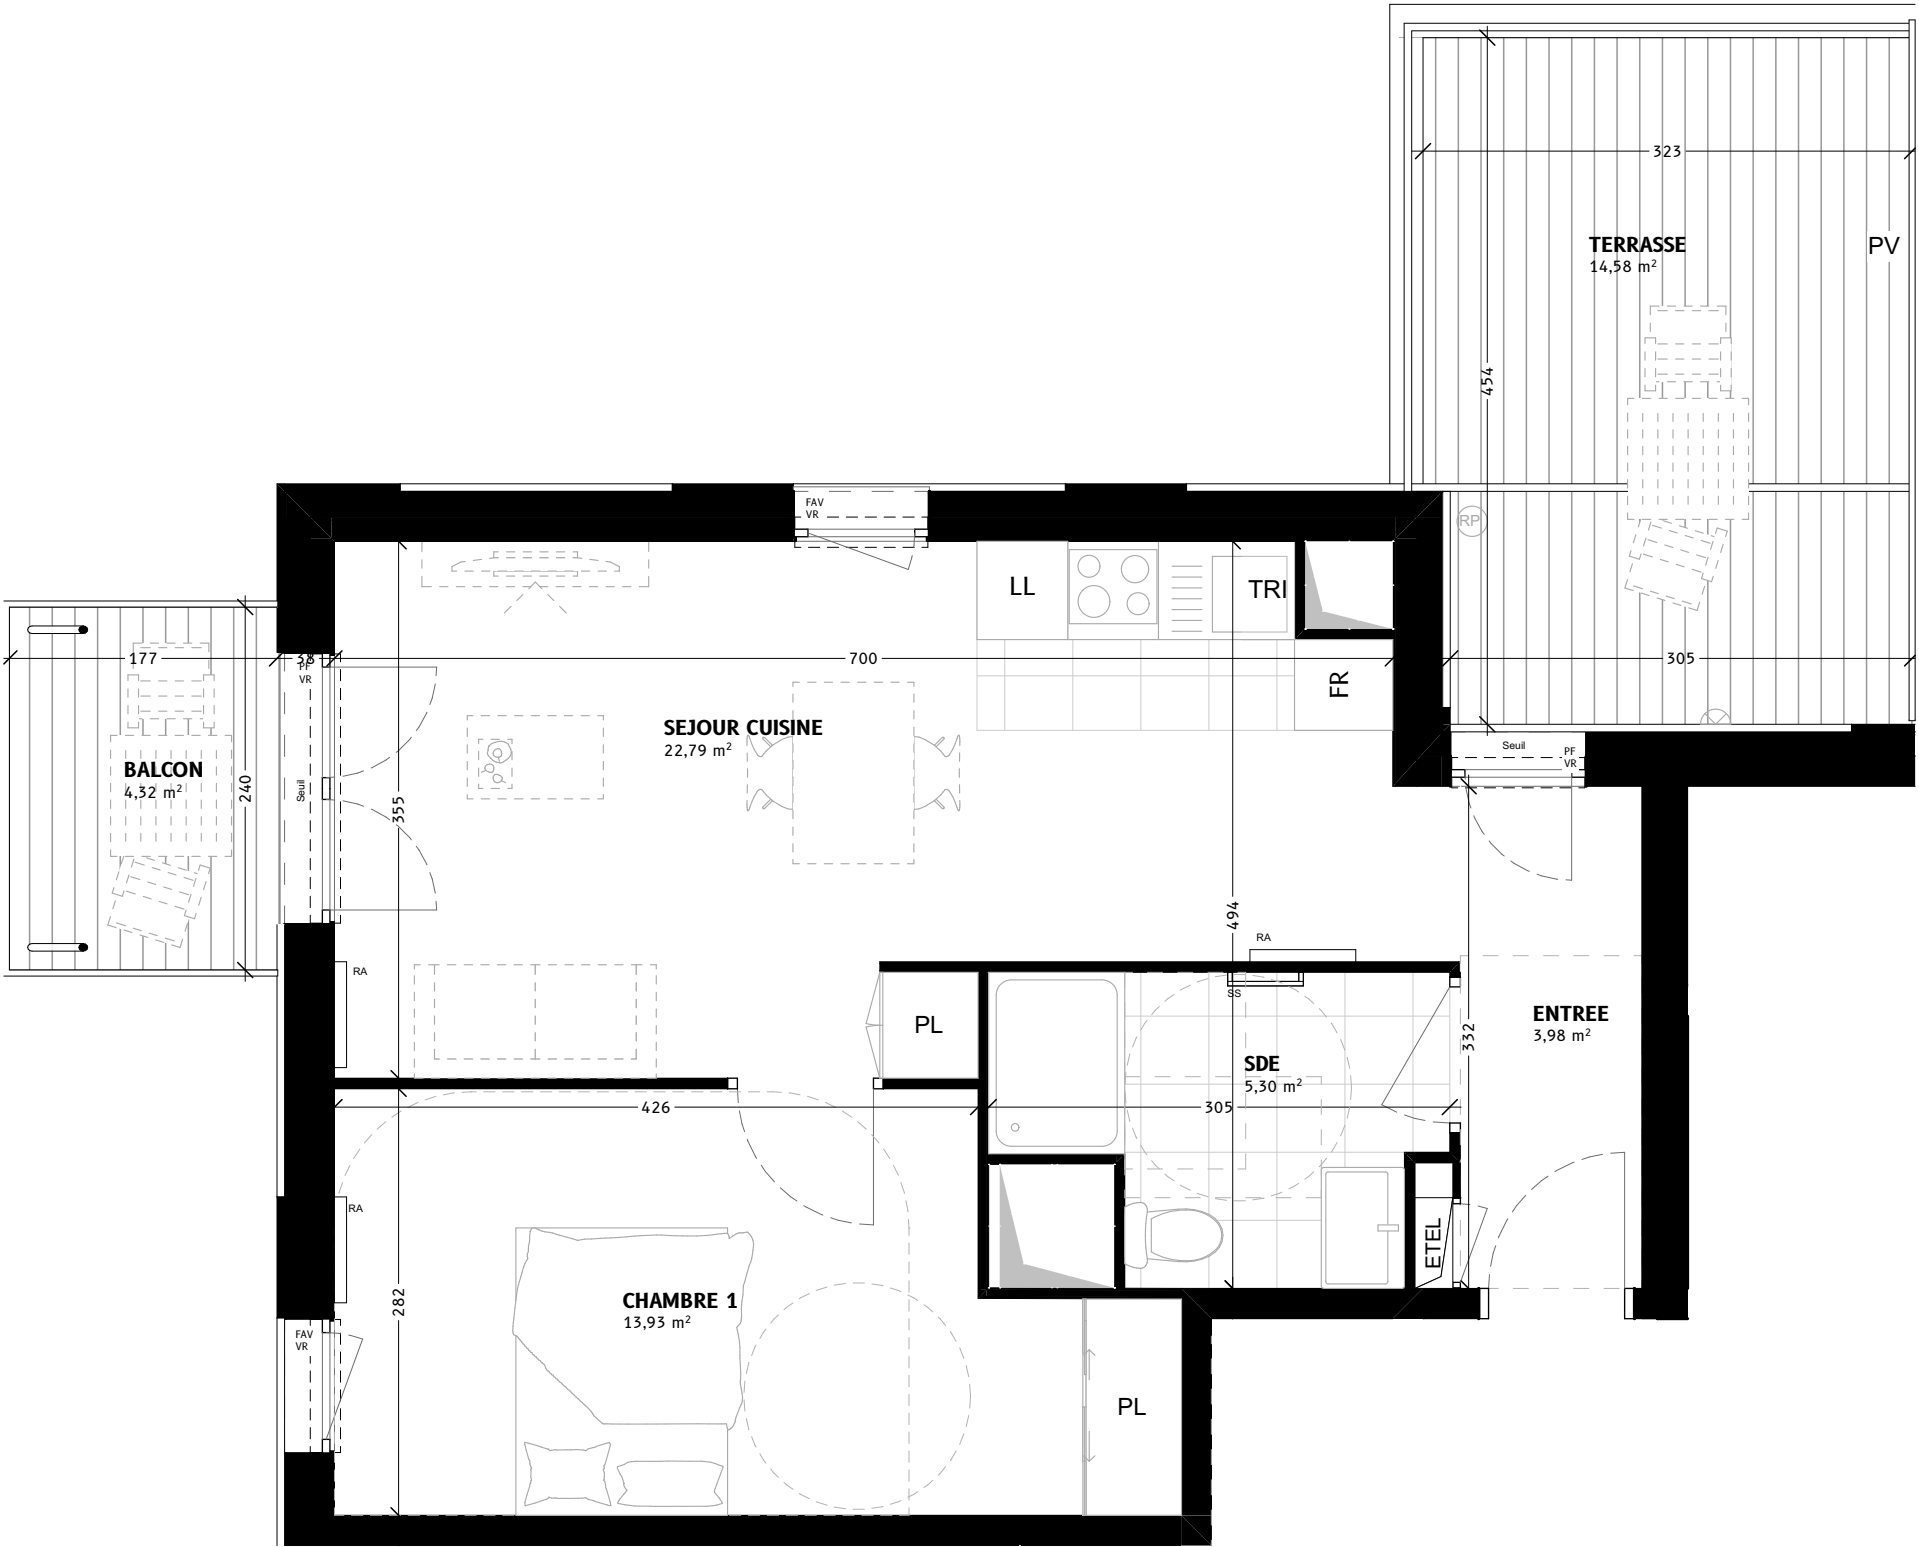 323
TERRASSE
14,58 m²
PV
454
FAV
VR
RP
LL
TRI
177
38
PF
VR
700
305
FR
SEJOUR CUISINE
22,79 m²
Seuil
PF
VR
BALCON
4,32 m²
240
Seuil
355
494
RA
RA
SS
PL
ENTREE
3,98 m²
332
SDE
5,30 m²
426
305
RA
ETEL
282
CHAMBRE 1
13,93 m²
FAV
VR
PL